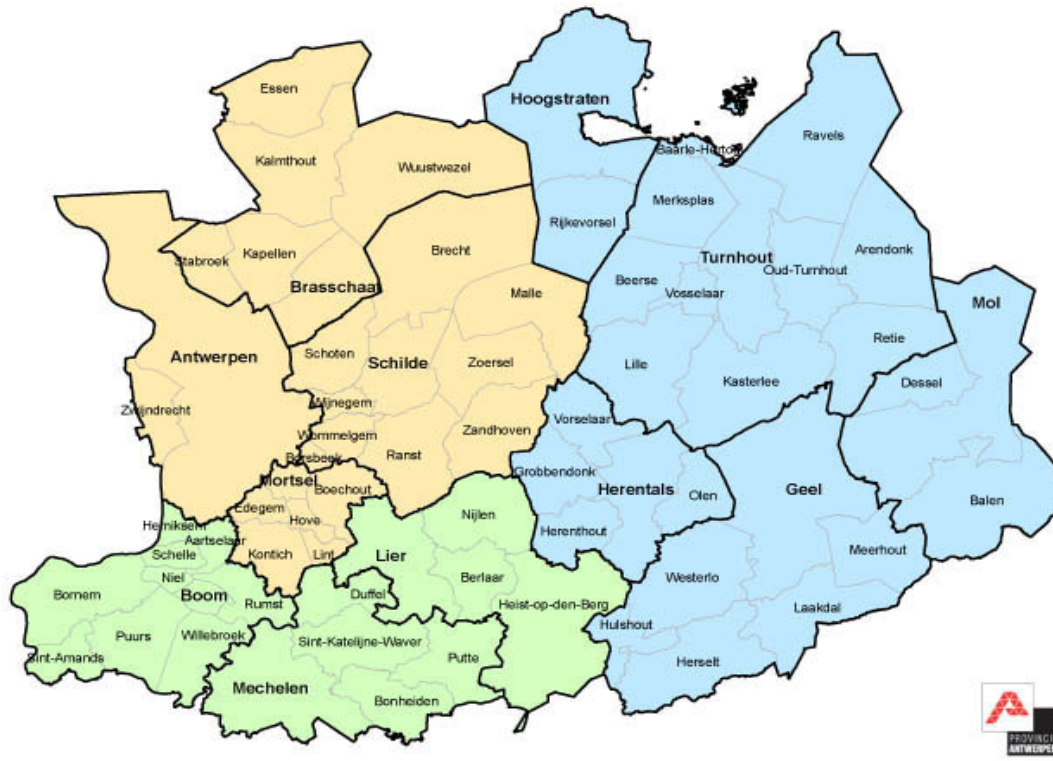 Essen
Hoogstraten
Ravels
Kalmthout
Wuustwezel
Baarle-Hertog
Merksplas
Rijkevorsel
Kapellen
Stabroek
Brecht
Arendonk
Turnhout
Oud-Turnhout
Brasschaat
Beerse
Vosselaar
Malle
Mol
Antwerpen
Schoten
Schilde
Zoersel
Lille
Retie
Kasterlee
Dessel
Zwijndrecht
Wijnegem
Vorselaar
Wommelgem
Zandhoven
Borsbeek
Ranst
Grobbendonk
Mortsel
Boechout
Herentals
Olen
Geel
Balen
Edegem
Hove
Nijlen
Hemiksem
Aartselaar
Herenthout
Schelle
Kontich
Lint
Lier
Meerhout
Niel
Berlaar
Westerlo
Bornem
Boom
Rumst
Duffel
Heist-op-den-Berg
Laakdal
Puurs
Willebroek
Sint-Katelijne-Waver
Hulshout
Sint-Amands
Putte
Herselt
Mechelen
Bonheiden
PROVINCIE
ANTWERPEN